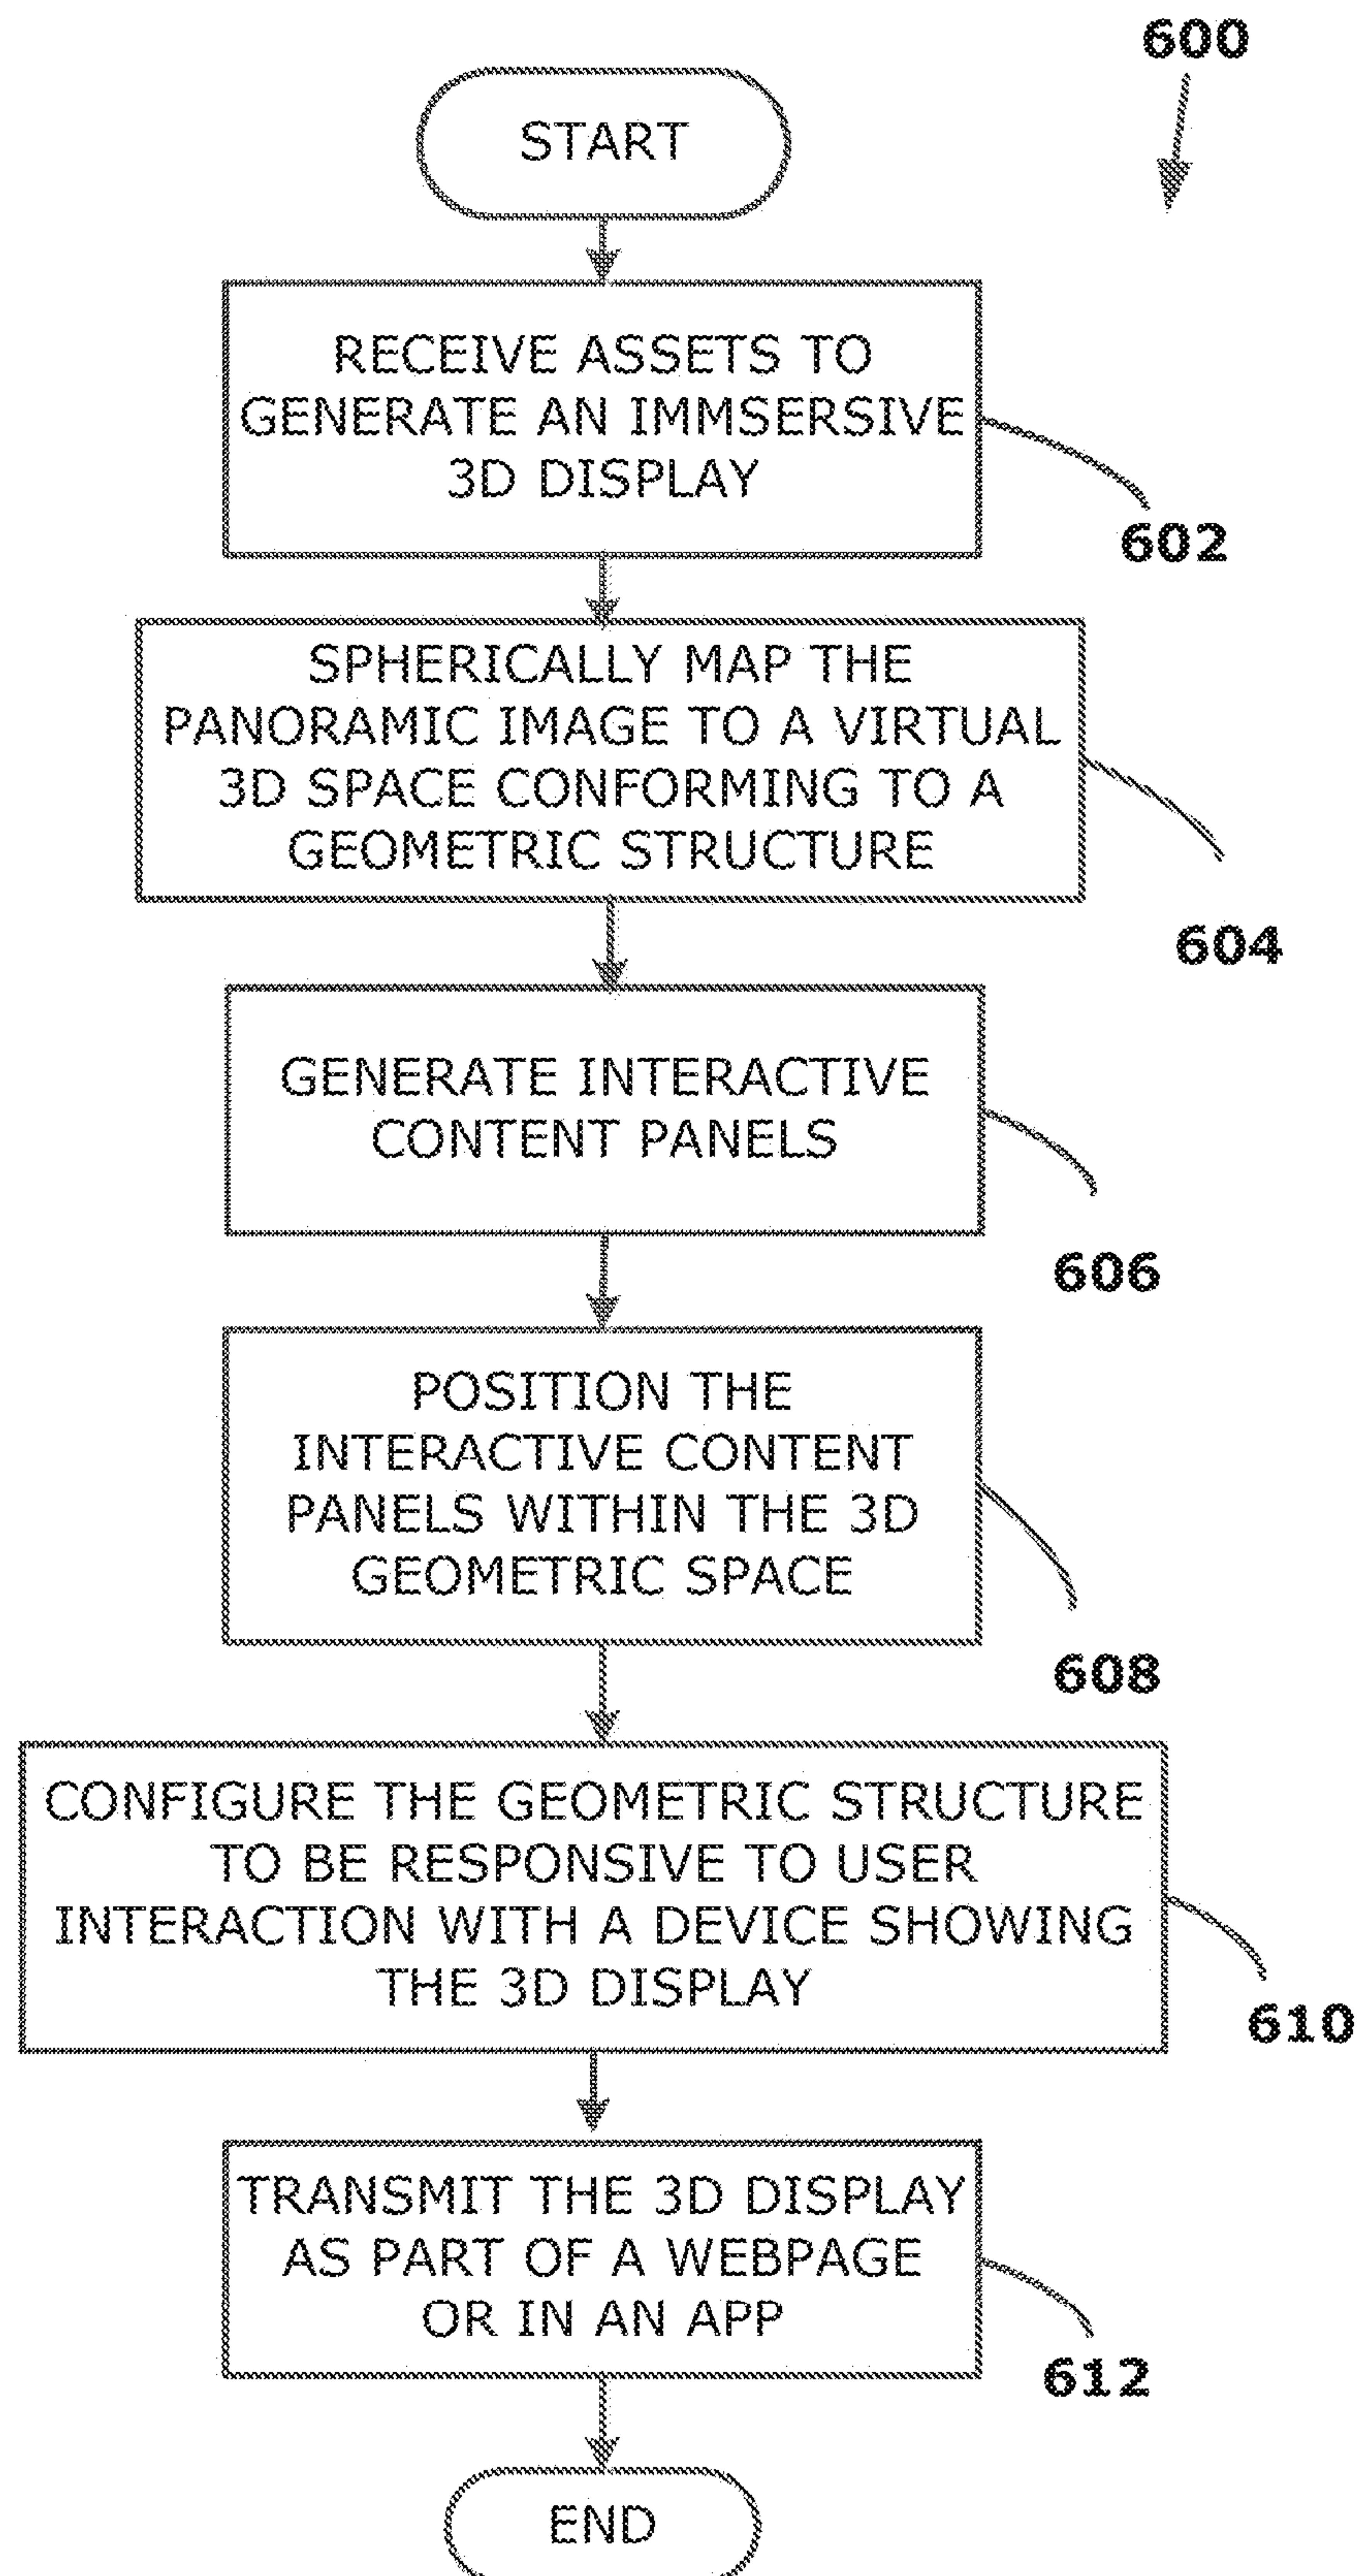 600
START
RECEIVE ASSETS TO
GENERATE AN IMMSERSIVE
3D DISPLAY
602
SPHERICALLY MAP THE
PANORAMIC IMAGE TO A VIRTUAL
3D SPACE CONFORMING TO A
GEOMETRIC STRUCTURE
604
GENERATE INTERACTIVE
CONTENT PANELS
606
POSITION THE
INTERACTIVE CONTENT
PANELS WITHIN THE 3D
GEOMETRIC SPACE
608
CONFIGURE THE GEOMETRIC STRUCTURE
TO BE RESPONSIVE TO USER
INTERACTION WITH A DEVICE SHOWING
THE 3D DISPLAY
610
TRANSMIT THE 3D DISPLAY
AS PART OF A WEBPAGE
OR IN AN APP
612
END